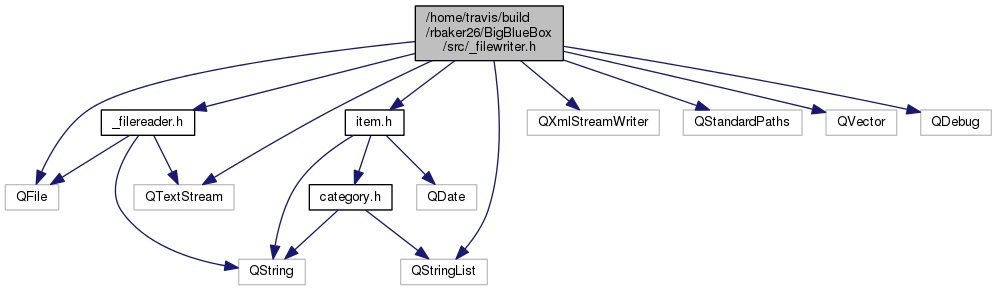 /home/travis/build
/rbaker26/BigBlueBox
/src/_filewriter.h
_filereader.h
item.h
QXmlStreamWriter
QStandardPaths
QVector
QDebug
QFile
QTextStream
category.h
QDate
QString
QStringList